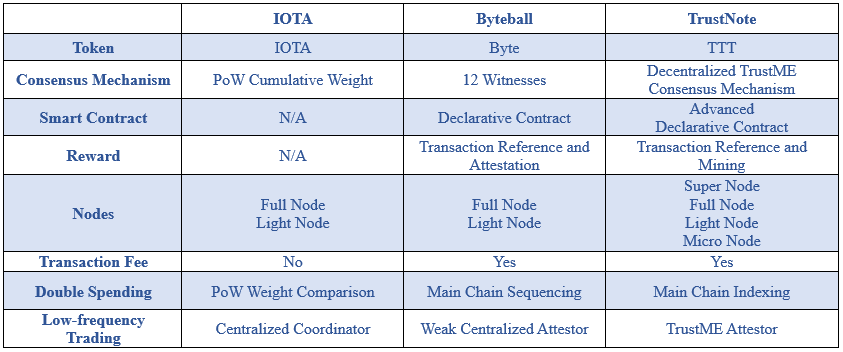 IOTA Byteball TrustNote
Token IOTA Byte TTT
Consensus Mechanism PoW Cumulative Weight 12 Witnesses Decentralized TrustME
Consensus Mechanism
Smart Contract N/A Declarative Contract Advanced
Declarative Contract
Reward N/A Transaction Reference and
Attestation Transaction Reference and
Mining
Nodes Full Node
Light Node Full Node
Light Node Super Node
Full Node
Light Node
Micro Node
Transaction Fee No Yes Yes
Double Spending PoW Weight Comparison Main Chain Sequencing Main Chain Indexing
Low-frequency
Trading Centralized Coordinator Weak Centralized Attestor TrustME Attestor